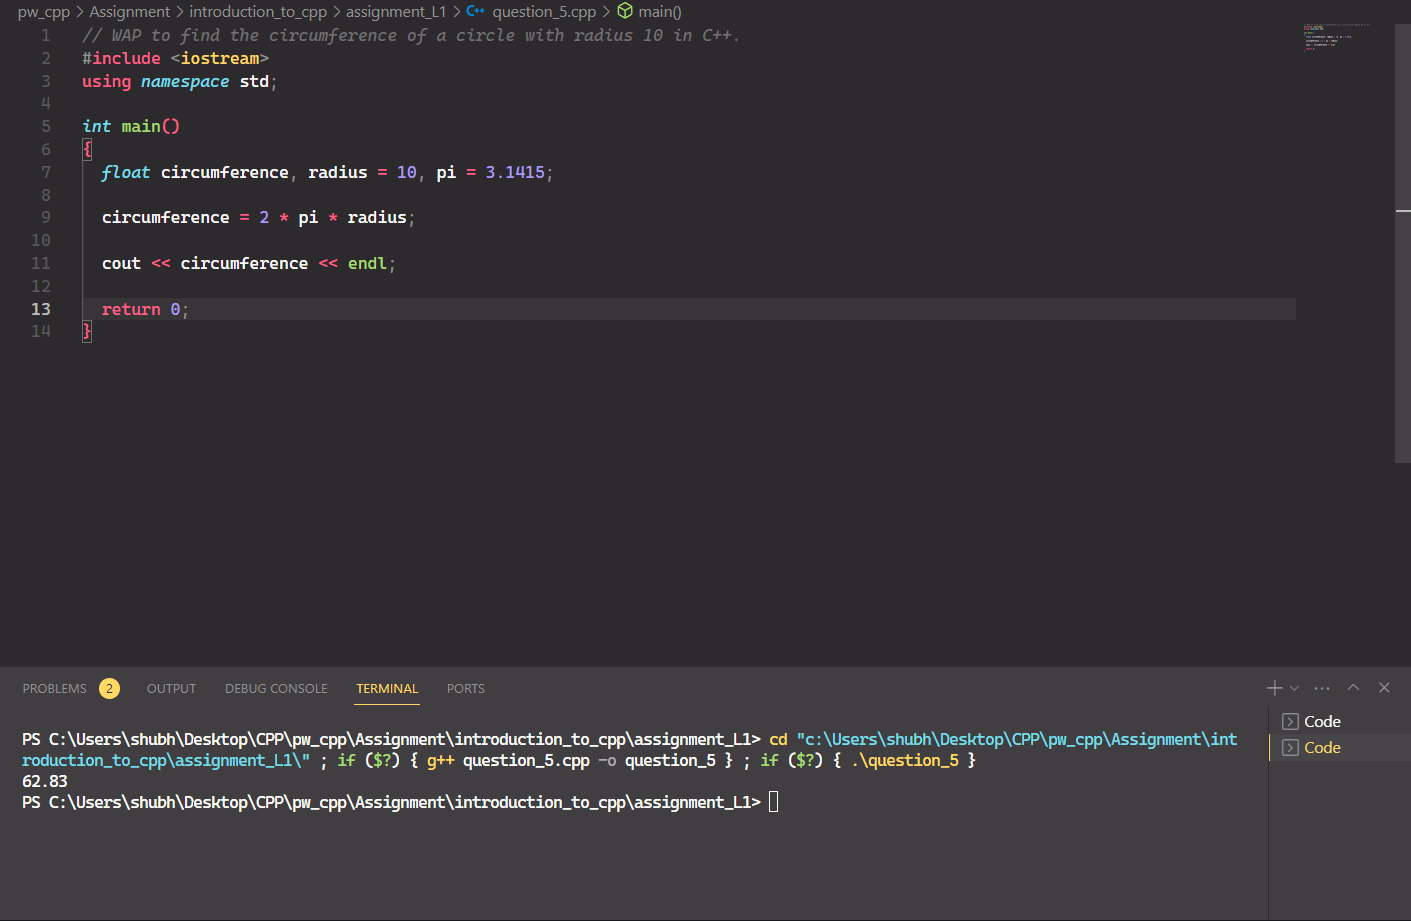 pw_cpp > Assignment > introduction_to_cpp > assignment_L1 > C++ question_5.cpp > main()
1 // WAP to find the circumference of a circle with radius 10 in C++.
2 #include <iostream>
3 using namespace std;
4
5 int main()
6 {
7 float circumference, radius = 10, pi = 3.1415;
8
9 circumference = 2 * pi * radius;
10
11 cout << circumference << endl;
12
13 return 0;
14 }
PROBLEMS 2 OUTPUT DEBUG CONSOLE TERMINAL PORTS
PS C:\Users\shubh\Desktop\CPP\pw_cpp\Assignment\introduction_to_cpp\assignment_L1> cd "c:\Users\shubh\Desktop\CPP\pw_cpp\Assignment\int
roduction_to_cpp\assignment_L1\" ; if ($?) { g++ question_5.cpp -o question_5 } ; if ($?) { .\question_5 }
62.83
PS C:\Users\shubh\Desktop\CPP\pw_cpp\Assignment\introduction_to_cpp\assignment_L1>
Code
Code